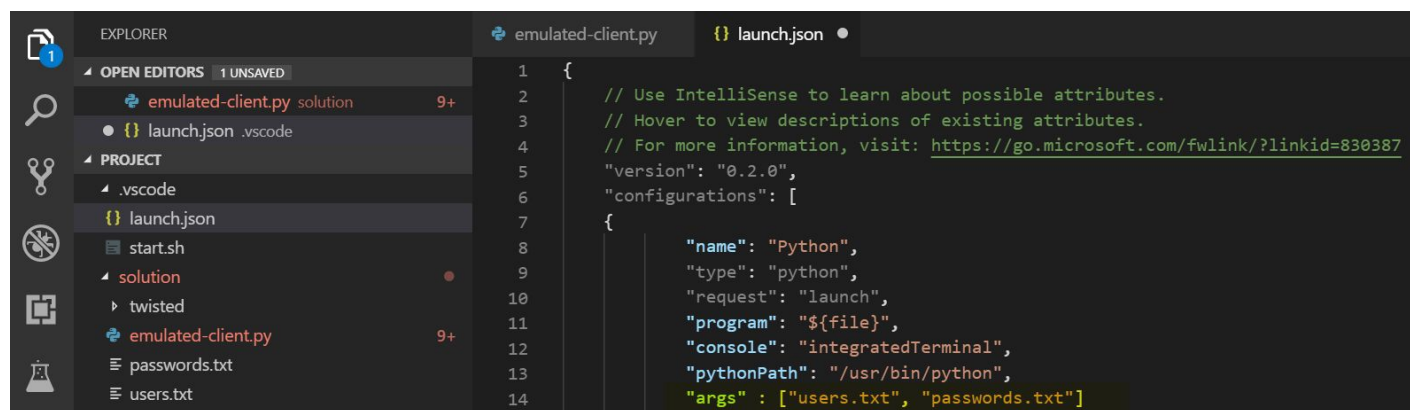 EXPLORER
OPEN EDITORS 1 UNSAVED
emulated-client.py solution 9+
{} launch.json .vscode
PROJECT
.vscode
{} launch.json
start.sh
solution
twisted
emulated-client.py 9+
passwords.txt
users.txt
1
emulated-client.py
{} launch.json
1 {
2 // Use IntelliSense to learn about possible attributes.
3 // Hover to view descriptions of existing attributes.
4 // For more information, visit: https://go.microsoft.com/fwlink/?linkid=830387
5 "version": "0.2.0",
6 "configurations": [
7 {
8 "name": "Python",
9 "type": "python",
10 "request": "launch",
11 "program": "${file}",
12 "console": "integratedTerminal",
13 "pythonPath": "/usr/bin/python",
14 "args" : ["users.txt", "passwords.txt"]